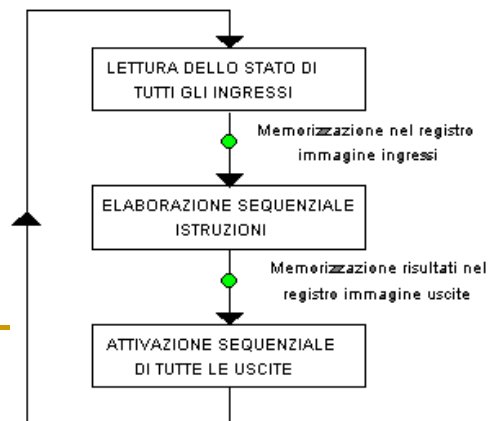 LETTURA DELLO STATO DI
TUTTI GLI INGRESSI
Memorizzazione nel registro
immagine ingressi
ELABORAZIONE SEQUENZIALE
ISTRUZIONI
Memorizzazione risultati nel
registro immagine uscite
ATTIVAZIONE SEQUENZIALE
DI TUTTE LE USCITE